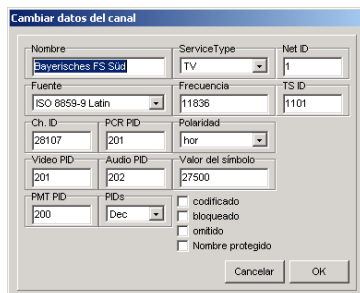 Cambiar datos del canal
Nombre ServiceType Net ID
Bayerisches FS Süd TV 1
Fuente Frecuencia TS ID
ISO 8859-9 Latin 11836 1101
Ch. ID PCR PID Polaridad
28107 201 hor
Video PID Audio PID Valor del símbolo
201 202 27500
PMT PID PIDs
200 Dec
codificado
bloqueado
omitido
Nombre protegido
Cancelar OK